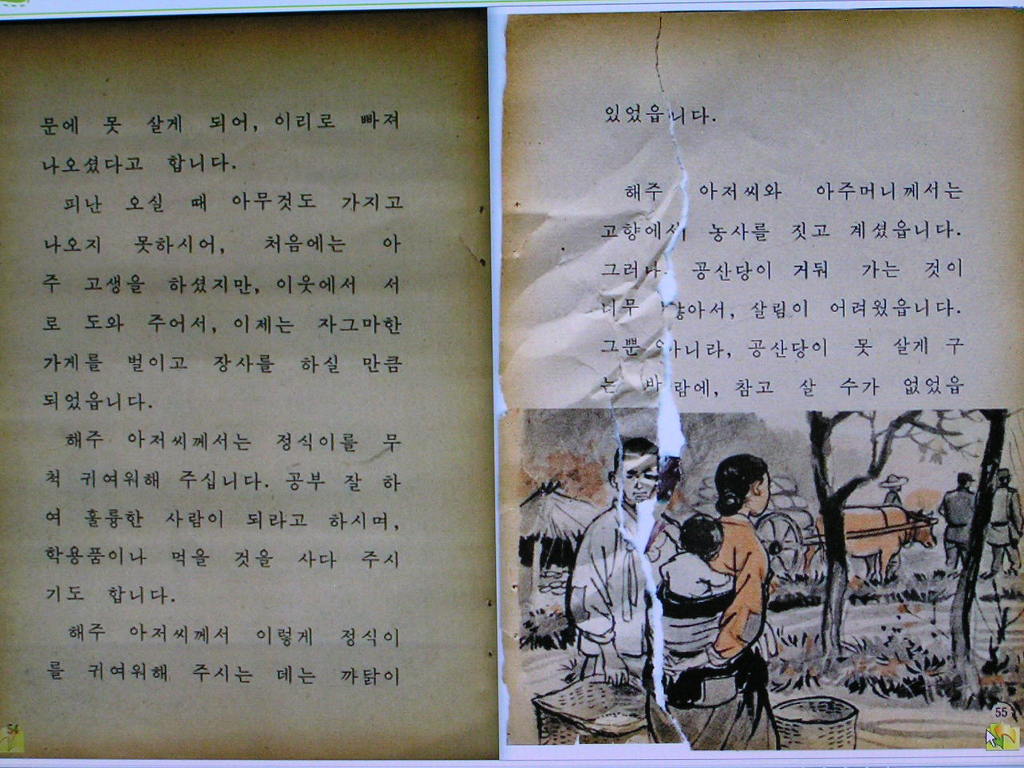 문에 못 살게 되어, 이리로 빠져
나오셨다고 합니다.
피난 오실 때 아무것도 가지고
나오지 못하시어, 처음에는 아
주 고생을 하셨지만, 이웃에서 서
로 도와 주어서, 이제는 자그마한
가게를 벌이고 장사를 하실 만큼
되었읍니다.
해주 아저씨께서는 정식이를 무
척 귀여워해 주십니다. 공부 잘 하
여 훌륭한 사람이 되라고 하시며,
학용품이나 먹을 것을 사다 주시
기도 합니다.
해주 아저씨께서 이렇게 정식이
를 귀여워해 주시는 데는 까닭이
54
있었읍니다.
해주 아저씨와 아주머니께서는
고향에서 농사를 짓고 계셨읍니다.
그러나 공산당이 거둬 가는 것이
너무 많아서, 살림이 어려웠읍니다.
그뿐 아니라, 공산당이 못 살게 구
는 바람에, 참고 살 수가 없었읍
55